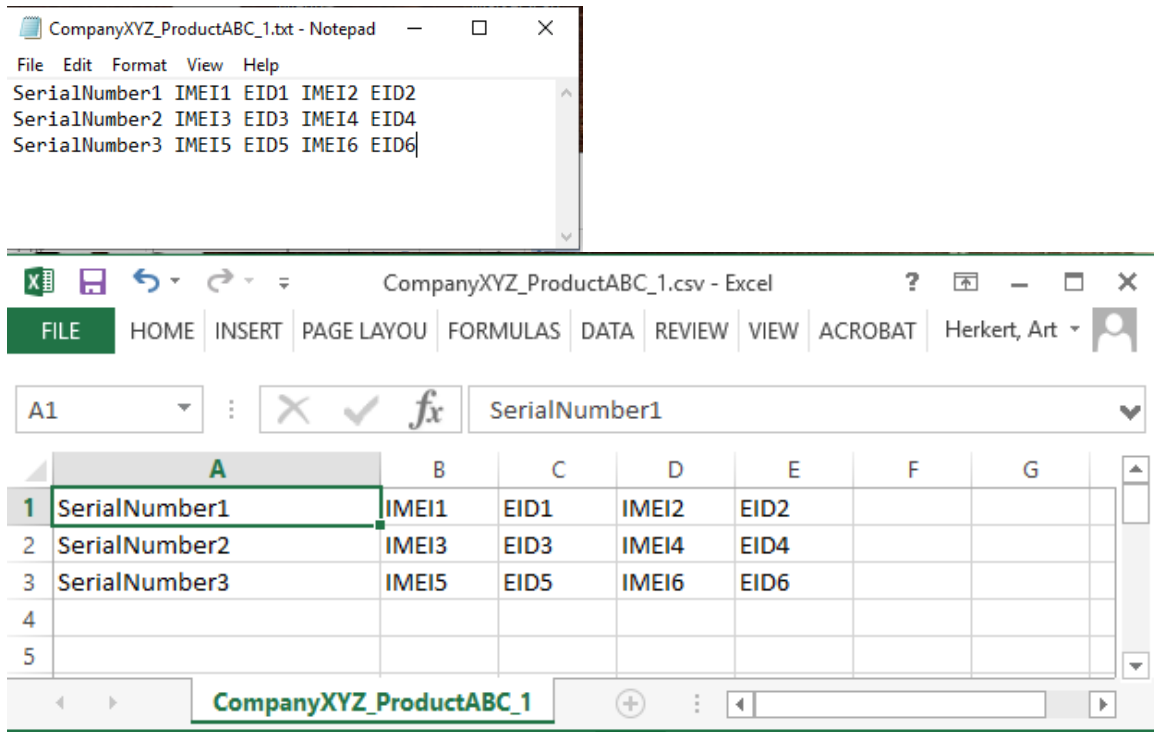 CompanyXYZ_ProductABC_1.txt - Notepad
File Edit Format View Help
SerialNumber1 IMEI1 EID1 IMEI2 EID2
SerialNumber2 IMEI3 EID3 IMEI4 EID4
SerialNumber3 IMEI5 EID5 IMEI6 EID6
CompanyXYZ_ProductABC_1.csv - Excel ?
FILE HOME INSERT PAGE LAYOU FORMULAS DATA REVIEW VIEW ACROBAT Herkert, Art
A1 fx SerialNumber1
A B C D E F G
1 SerialNumber1 IMEI1 EID1 IMEI2 EID2
2 SerialNumber2 IMEI3 EID3 IMEI4 EID4
3 SerialNumber3 IMEI5 EID5 IMEI6 EID6
4
5
CompanyXYZ_ProductABC_1